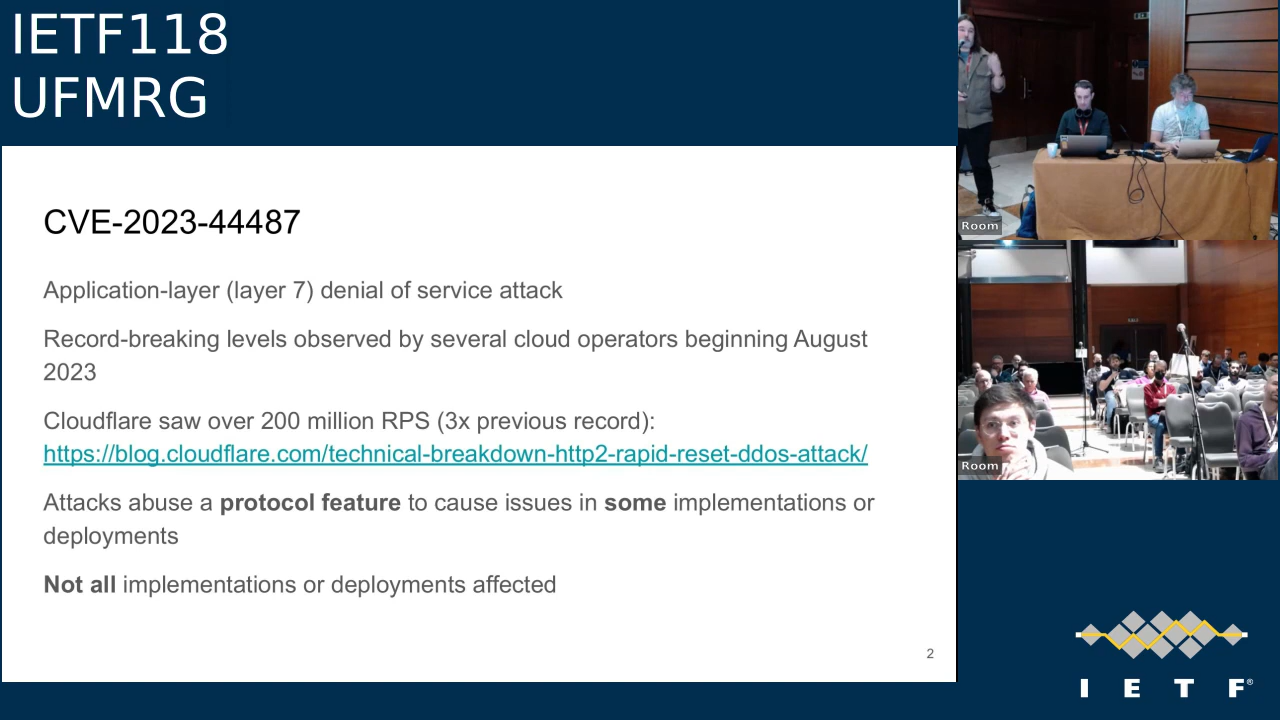 IETF118
UFMRG
CVE-2023-44487
Application-layer (layer 7) denial of service attack
Record-breaking levels observed by several cloud operators beginning August
2023
Cloudflare saw over 200 million RPS (3x previous record):
https://blog.cloudflare.com/technical-breakdown-http2-rapid-reset-ddos-attack/
Attacks abuse a protocol feature to cause issues in some implementations or
deployments
Not all implementations or deployments affected
2
Room
Room
I E T F®